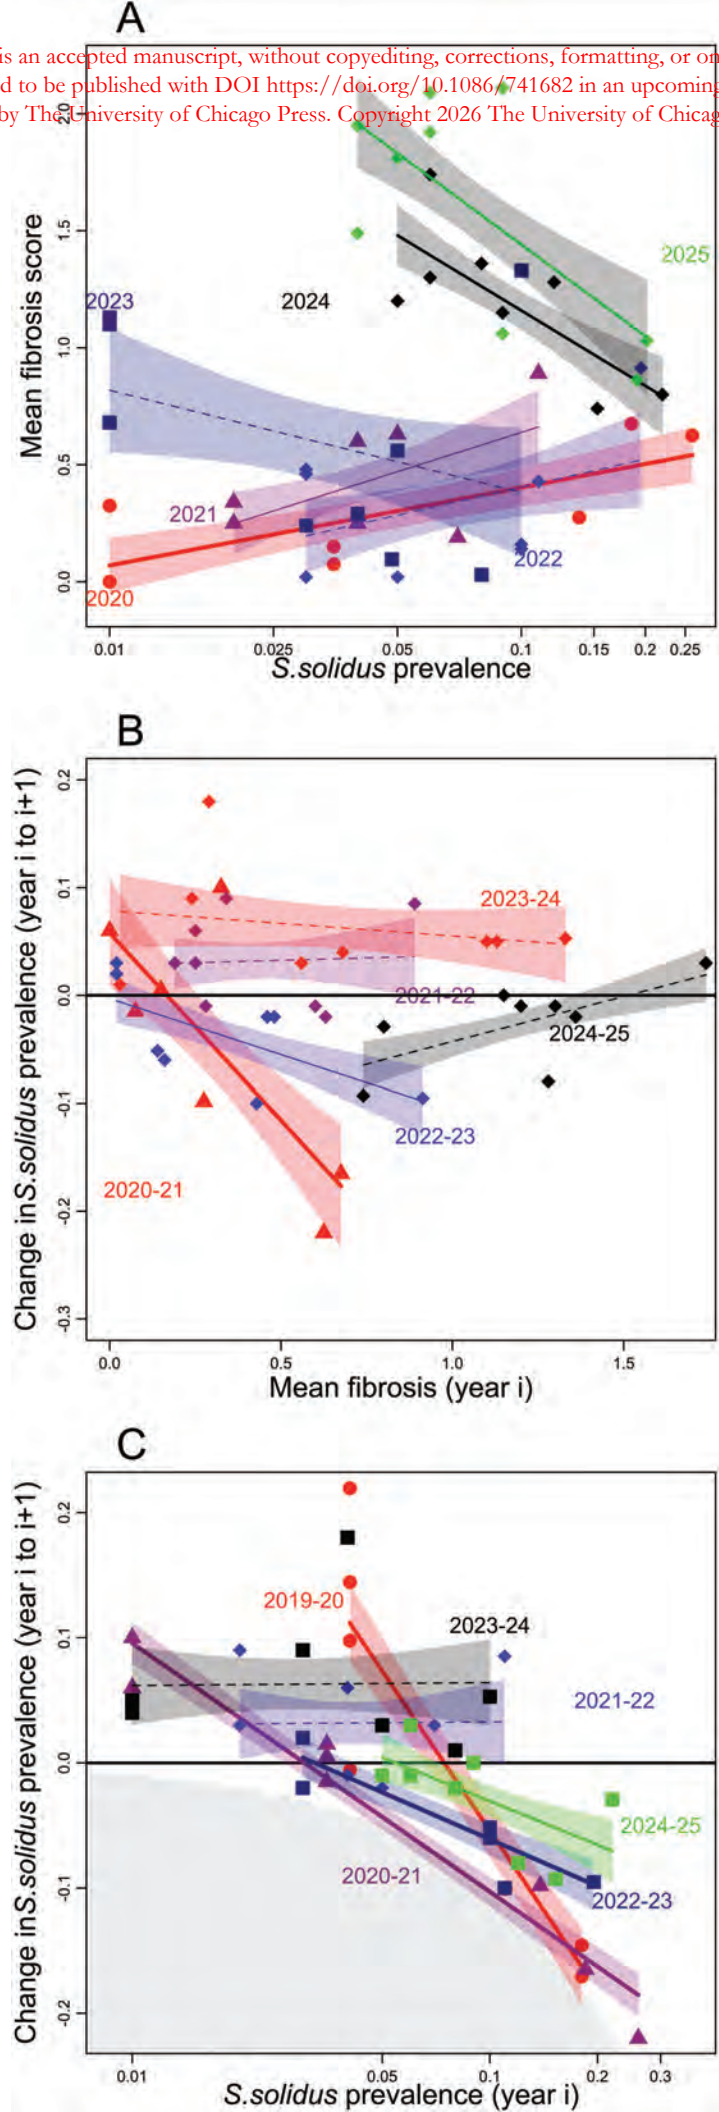 A
is an accepted manuscript, without copyediting, corrections, formatting, or on
d to be published with DOI https://doi.org/10.1086/741682 in an upcoming
by The University of Chicago Press. Copyright 2026 The University of Chicag
Mean fibrosis score
2.0
1.5
1.0
0.5
0.0
2025
2023
2024
2021
2022
2020
0.01 0.025 0.05 0.1 0.15 0.2 0.25
S.solidus prevalence
B
Change inS.solidus prevalence (year i to i+1)
0.2
0.1
0.0
-0.1
-0.2
-0.3
2023-24
2021-22
2024-25
2022-23
2020-21
0.0 0.5 1.0 1.5
Mean fibrosis (year i)
C
Change inS.solidus prevalence (year i to i+1)
0.2
0.1
0.0
-0.1
-0.2
2019-20
2023-24
2021-22
2024-25
2020-21
2022-23
0.01 0.05 0.1 0.2 0.3
S.solidus prevalence (year i)